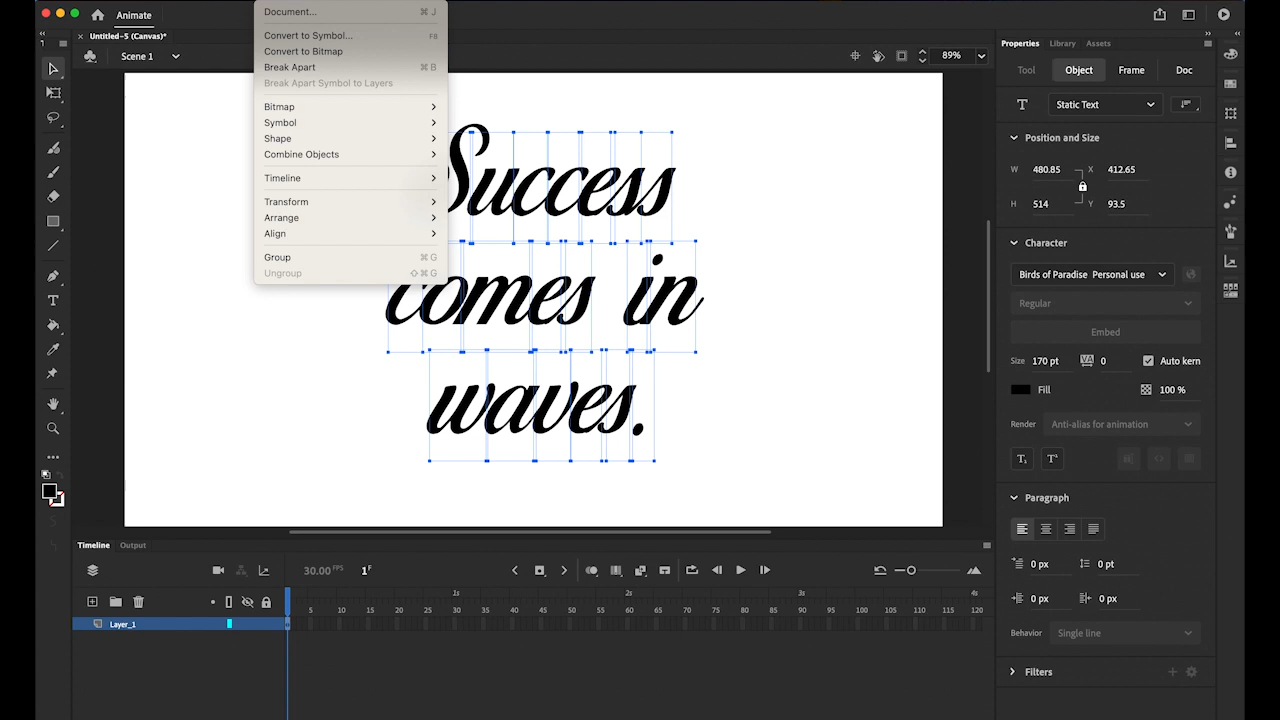 Animate
Untitled-5 (Canvas)*
Scene 1
89%
Document... ⌘ J
Convert to Symbol... F8
Convert to Bitmap
Break Apart ⌘ B
Break Apart Symbol to Layers
Bitmap
Symbol
Shape
Combine Objects
Timeline
Transform
Arrange
Align
Group ⌘ G
Ungroup ⇧ ⌘ G
Success
comes in
waves.
Properties Library Assets
Tool Object Frame Doc
T Static Text
Position and Size
W 480.85 X 412.65
H 514 Y 93.5
Character
Birds of Paradise Personal use
Regular
Embed
Size 170 pt VA 0 Auto kern
Fill 100 %
Render Anti-alias for animation
T₁ T¹
Paragraph
0 px 0 pt
0 px 0 px
Behavior Single line
Filters
Timeline Output
30.00 FPS 1 F
1s 2s 3s 4s
5 10 15 20 25 30 35 40 45 50 55 60 65 70 75 80 85 90 95 100 105 110 115 120
Layer_1